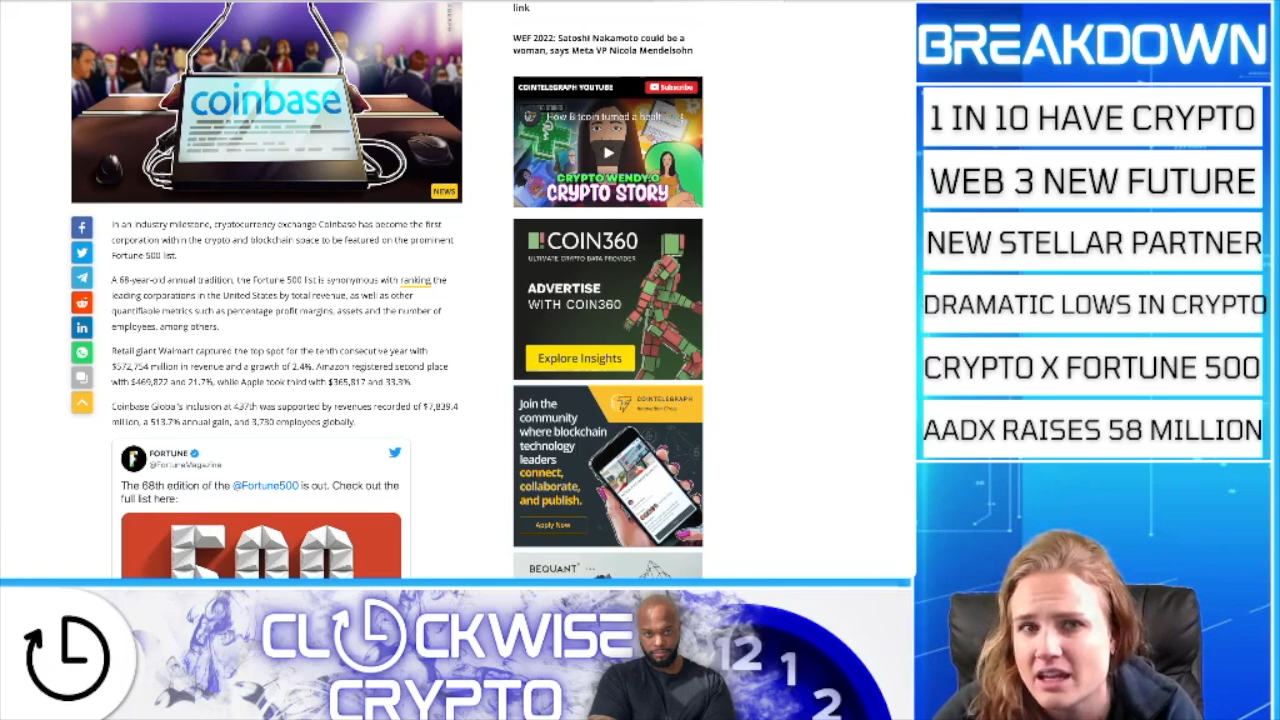 link
WEF 2022: Satoshi Nakamoto could be a
woman, says Meta VP Nicola Mendelsohn
coinbase
NEWS
In an industry milestone, cryptocurrency exchange Coinbase has become the first
corporation within the crypto and blockchain space to be featured on the prominent
Fortune 500 list.
A 68-year-old annual tradition, the Fortune 500 list is synonymous with ranking the
leading corporations in the United States by total revenue, as well as other
quantifiable metrics such as percentage profit margins, assets and the number of
employees, among others.
Retail giant Walmart captured the top spot for the tenth consecutive year with
$572,754 million in revenue and a growth of 2.4%. Amazon registered second place
with $469,822 and 21.7%, while Apple took third with $365,817 and 33.3%.
Coinbase Global's inclusion at 437th was supported by revenues recorded of $7,839.4
million, a 513.7% annual gain, and 3,730 employees globally.
FORTUNE
@FortuneMagazine
The 68th edition of the @Fortune500 is out. Check out the
full list here:
500
COINTELEGRAPH YOUTUBE
Subscribe
How Bitcoin turned a healt
CRYPTO WENDY O
CRYPTO STORY
COIN360
ULTIMATE CRYPTO DATA PROVIDER
ADVERTISE
WITH COIN360
Explore Insights
COINTELEGRAPH
Join the
community
where blockchain
technology
leaders
connect,
collaborate,
and publish.
Apply Now
BEQUANT
BREAKDOWN
1 IN 10 HAVE CRYPTO
WEB 3 NEW FUTURE
NEW STELLAR PARTNER
DRAMATIC LOWS IN CRYPTO
CRYPTO X FORTUNE 500
AADX RAISES 58 MILLION
CLOCKWISE
CRYPTO
12
1
2